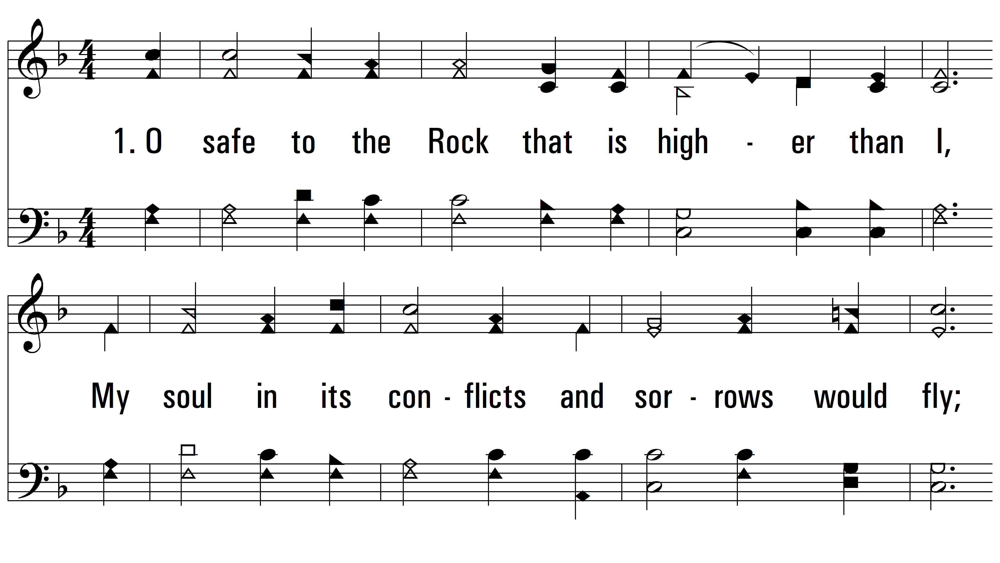 1. O safe to the Rock that is high - er than I,
My soul in its con - flicts and sor - rows would fly;